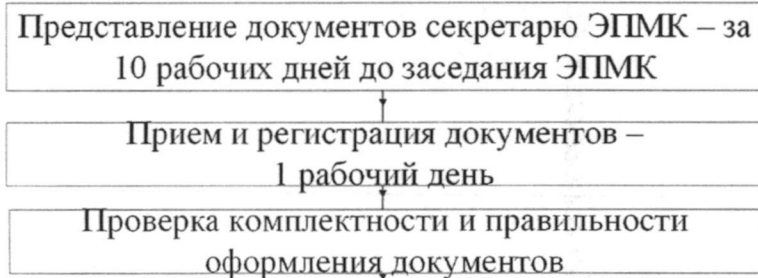 Представление документов секретарю ЭПМК – за
10 рабочих дней до заседания ЭПМК
Прием и регистрация документов –
1 рабочий день
Проверка комплектности и правильности
оформления документов